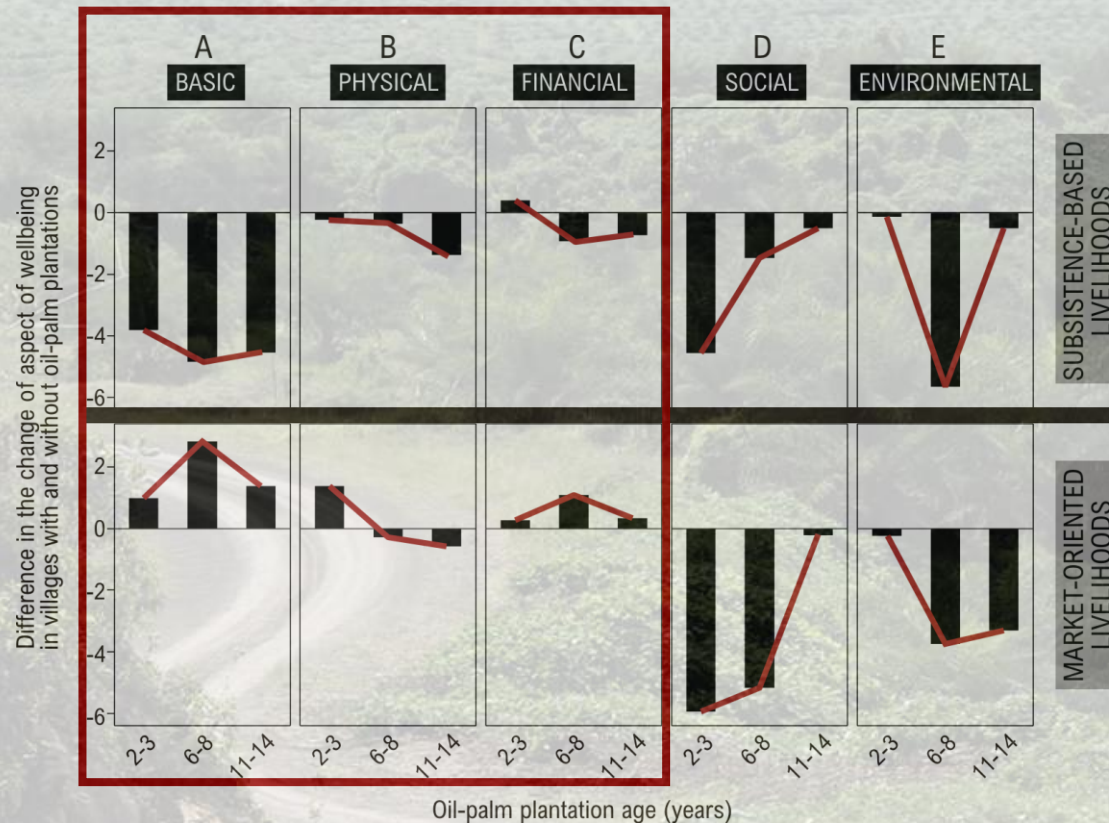 A B C D E
BASIC PHYSICAL FINANCIAL SOCIAL ENVIRONMENTAL
Difference in the change of aspect of wellbeing
in villages with and without oil-palm plantations
2
0
-2
-4
-6
SUBSISTENCE-BASED
LIVELIHOODS
2
0
-2
-4
-6
MARKET-ORIENTED
LIVELIHOODS
2-3 6-8 11-14 2-3 6-8 11-14 2-3 6-8 11-14 2-3 6-8 11-14 2-3 6-8 11-14
Oil-palm plantation age (years)